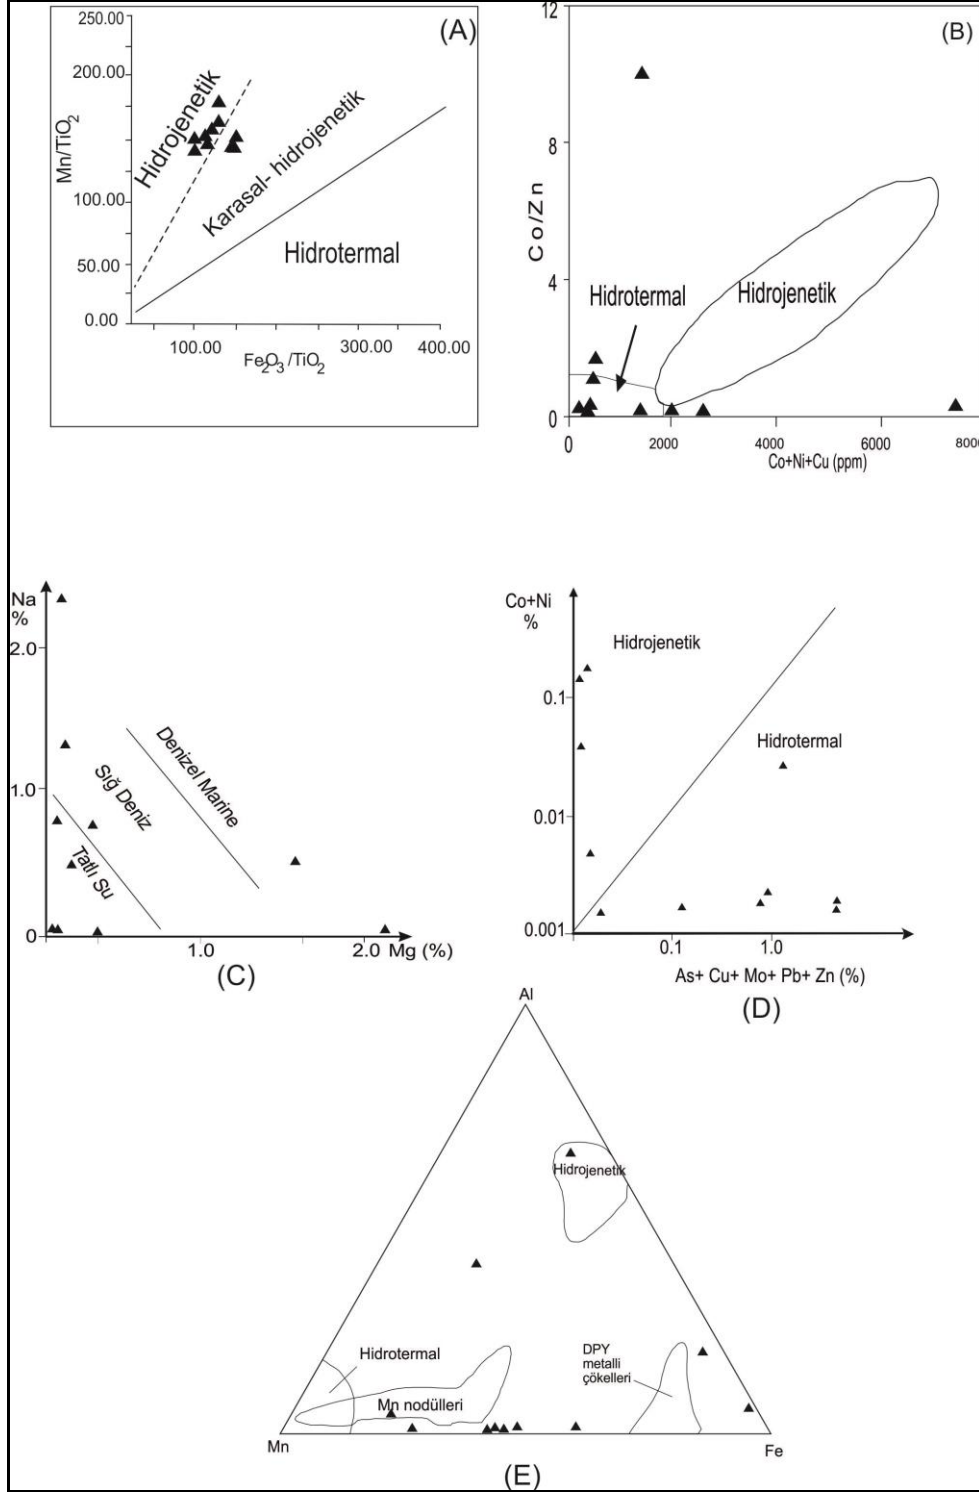 (A)
250.00
200.00
100.00
50.00
0.00
Mn/TiO2
Hidrojenetik
Karasal- hidrojenetik
Hidrotermal
100.00
300.00
400.00
Fe2O3/TiO2
(B)
12
8
4
0
Co/Zn
Hidrotermal
Hidrojenetik
0
2000
4000
6000
8000
Co+Ni+Cu (ppm)
Na
%
2.0
1.0
0
Sığ Deniz
Denizel Marine
Tatlı Su
1.0
2.0
Mg (%)
(C)
Co+Ni
%
0.1
0.01
0.001
Hidrojenetik
Hidrotermal
0.1
1.0
As+ Cu+ Mo+ Pb+ Zn (%)
(D)
Al
Hidrojenetik
Hidrotermal
Mn nodülleri
DPY
metalli
çökelleri
Mn
Fe
(E)